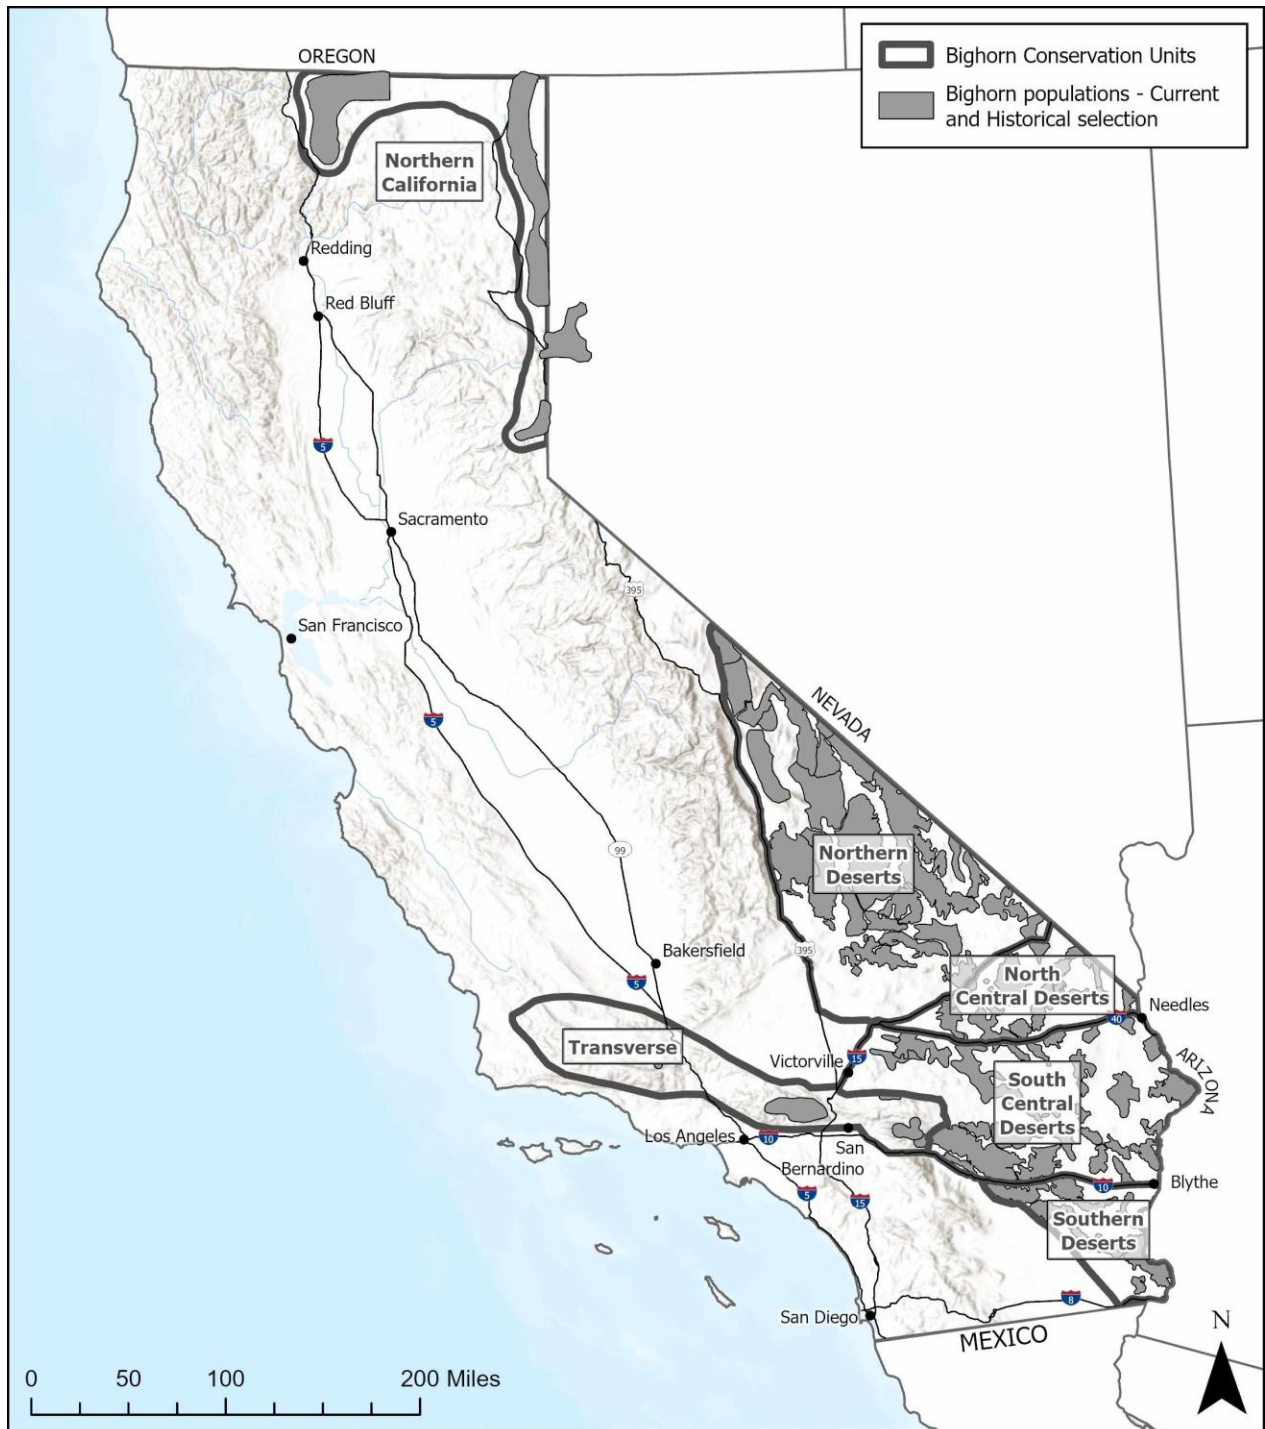 OREGON
Bighorn Conservation Units
Bighorn populations - Current
and Historical selection
Northern
California
Redding
Red Bluff
5
Sacramento
395
San Francisco
5
NEVADA
99
Northern
Deserts
395
Bakersfield
5
North
Central Deserts
Needles
40
Transverse
Victorville
15
ARIZONA
South
Central
Deserts
Los Angeles
10
San
Bernardino
10
Blythe
5
15
Southern
Deserts
8
San Diego
MEXICO
N
0 50 100 200 Miles